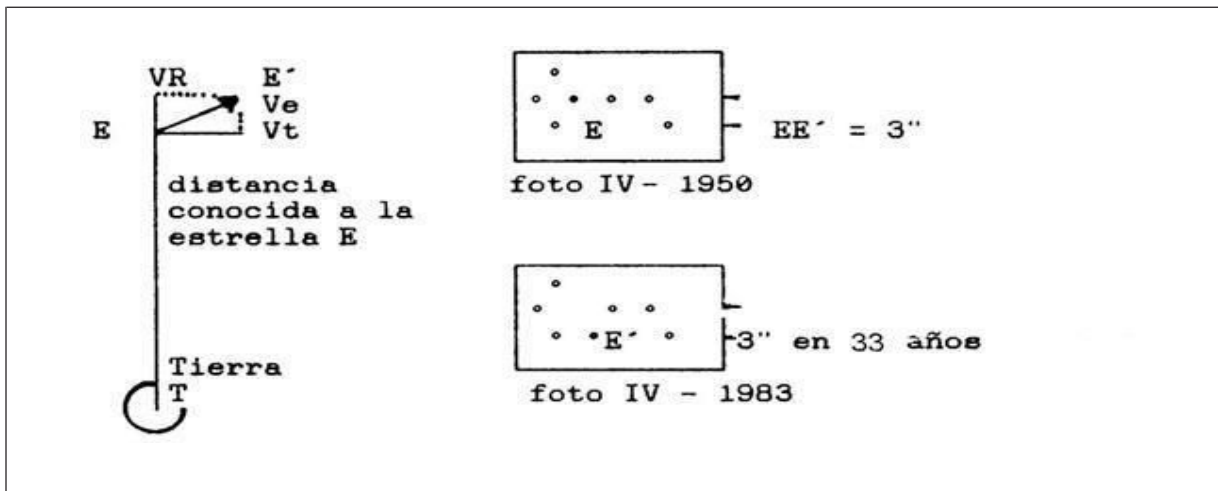 VR E´
Ve
E Vt
distancia
conocida a la
estrella E
Tierra
T
E EE´ = 3"
foto IV - 1950
E´ 3" en 33 años
foto IV - 1983